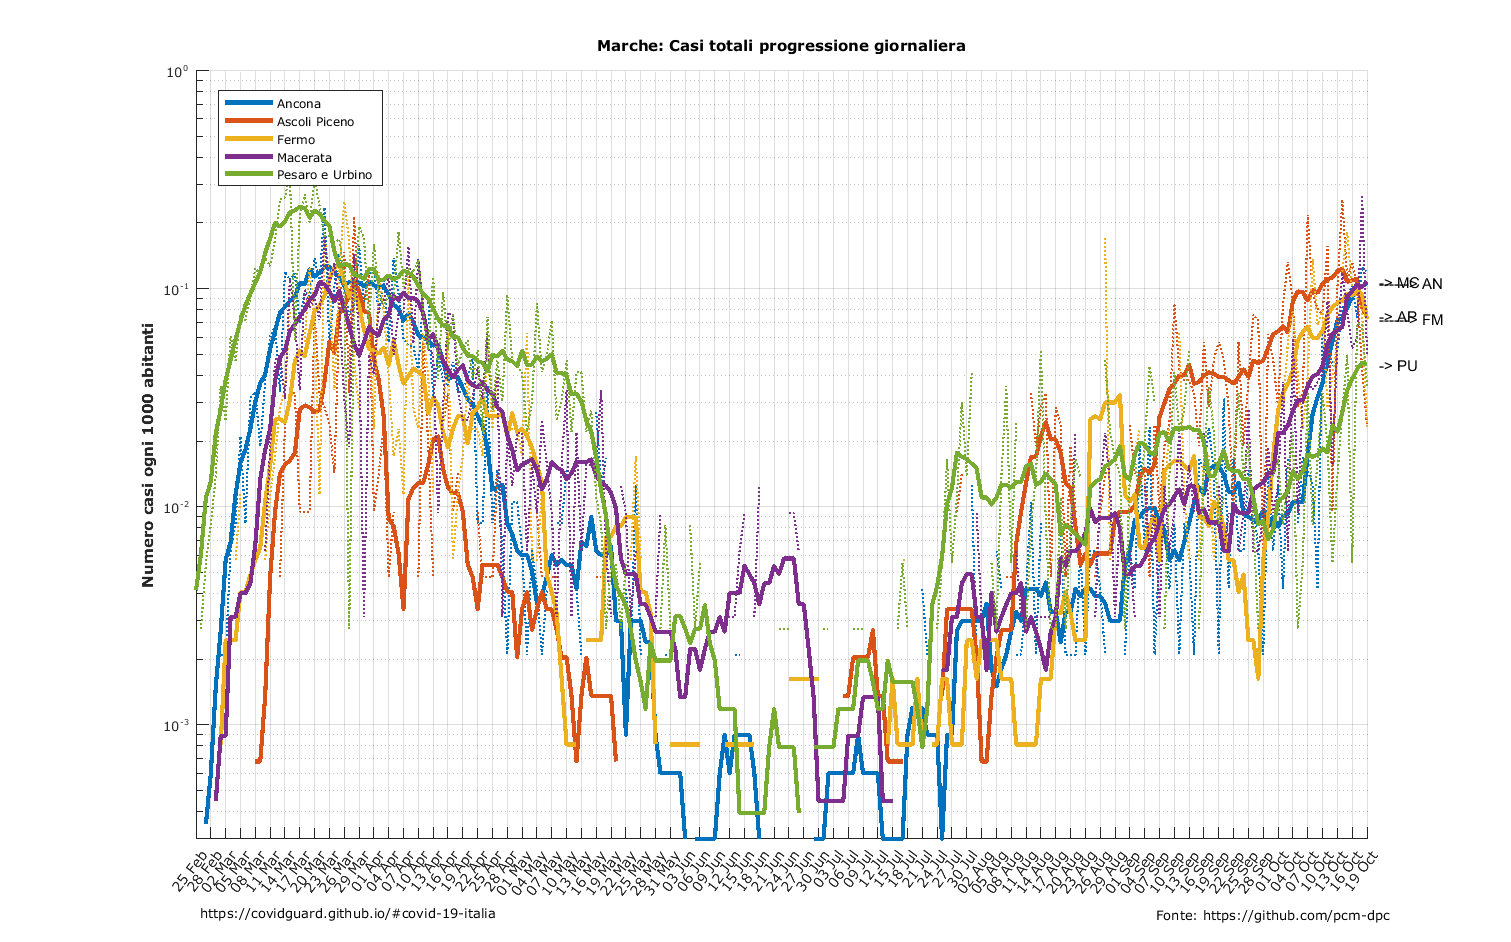 Marche: Casi totali progressione giornaliera
Numero casi ogni 1000 abitanti
10^0
10^-1
10^-2
10^-3
Ancona
Ascoli Piceno
Fermo
Macerata
Pesaro e Urbino
-> MC
-> AN
-> AP
-> FM
-> PU
25 Feb
28 Feb
02 Mar
05 Mar
08 Mar
11 Mar
14 Mar
17 Mar
20 Mar
23 Mar
26 Mar
29 Mar
01 Apr
04 Apr
07 Apr
10 Apr
13 Apr
16 Apr
19 Apr
22 Apr
25 Apr
28 Apr
01 May
04 May
07 May
10 May
13 May
16 May
19 May
22 May
25 May
28 May
31 May
03 Jun
06 Jun
09 Jun
12 Jun
15 Jun
18 Jun
21 Jun
24 Jun
27 Jun
30 Jun
03 Jul
06 Jul
09 Jul
12 Jul
15 Jul
18 Jul
21 Jul
24 Jul
27 Jul
30 Jul
02 Aug
05 Aug
08 Aug
11 Aug
14 Aug
17 Aug
20 Aug
23 Aug
26 Aug
29 Aug
01 Sep
04 Sep
07 Sep
10 Sep
13 Sep
16 Sep
19 Sep
22 Sep
25 Sep
28 Sep
01 Oct
04 Oct
07 Oct
10 Oct
13 Oct
16 Oct
19 Oct
https://covidguard.github.io/#covid-19-italia
Fonte: https://github.com/pcm-dpc